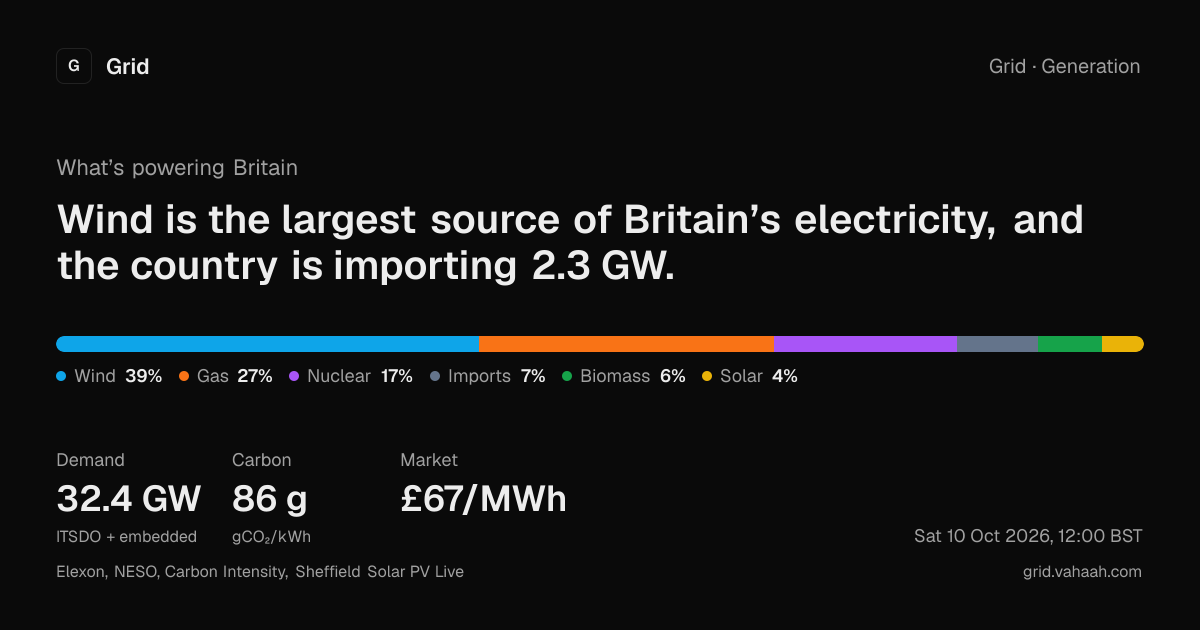 G Grid
Grid · Generation
What's powering Britain
Wind is the largest source of Britain's electricity, and
the country is importing 2.3 GW.
Wind 39% Gas 27% Nuclear 17% Imports 7% Biomass 6% Solar 4%
Demand Carbon Market
32.4 GW 86 g £67/MWh
ITSDO + embedded gCO₂/kWh
Sat 10 Oct 2026, 12:00 BST
Elexon, NESO, Carbon Intensity, Sheffield Solar PV Live
grid.vahaah.com